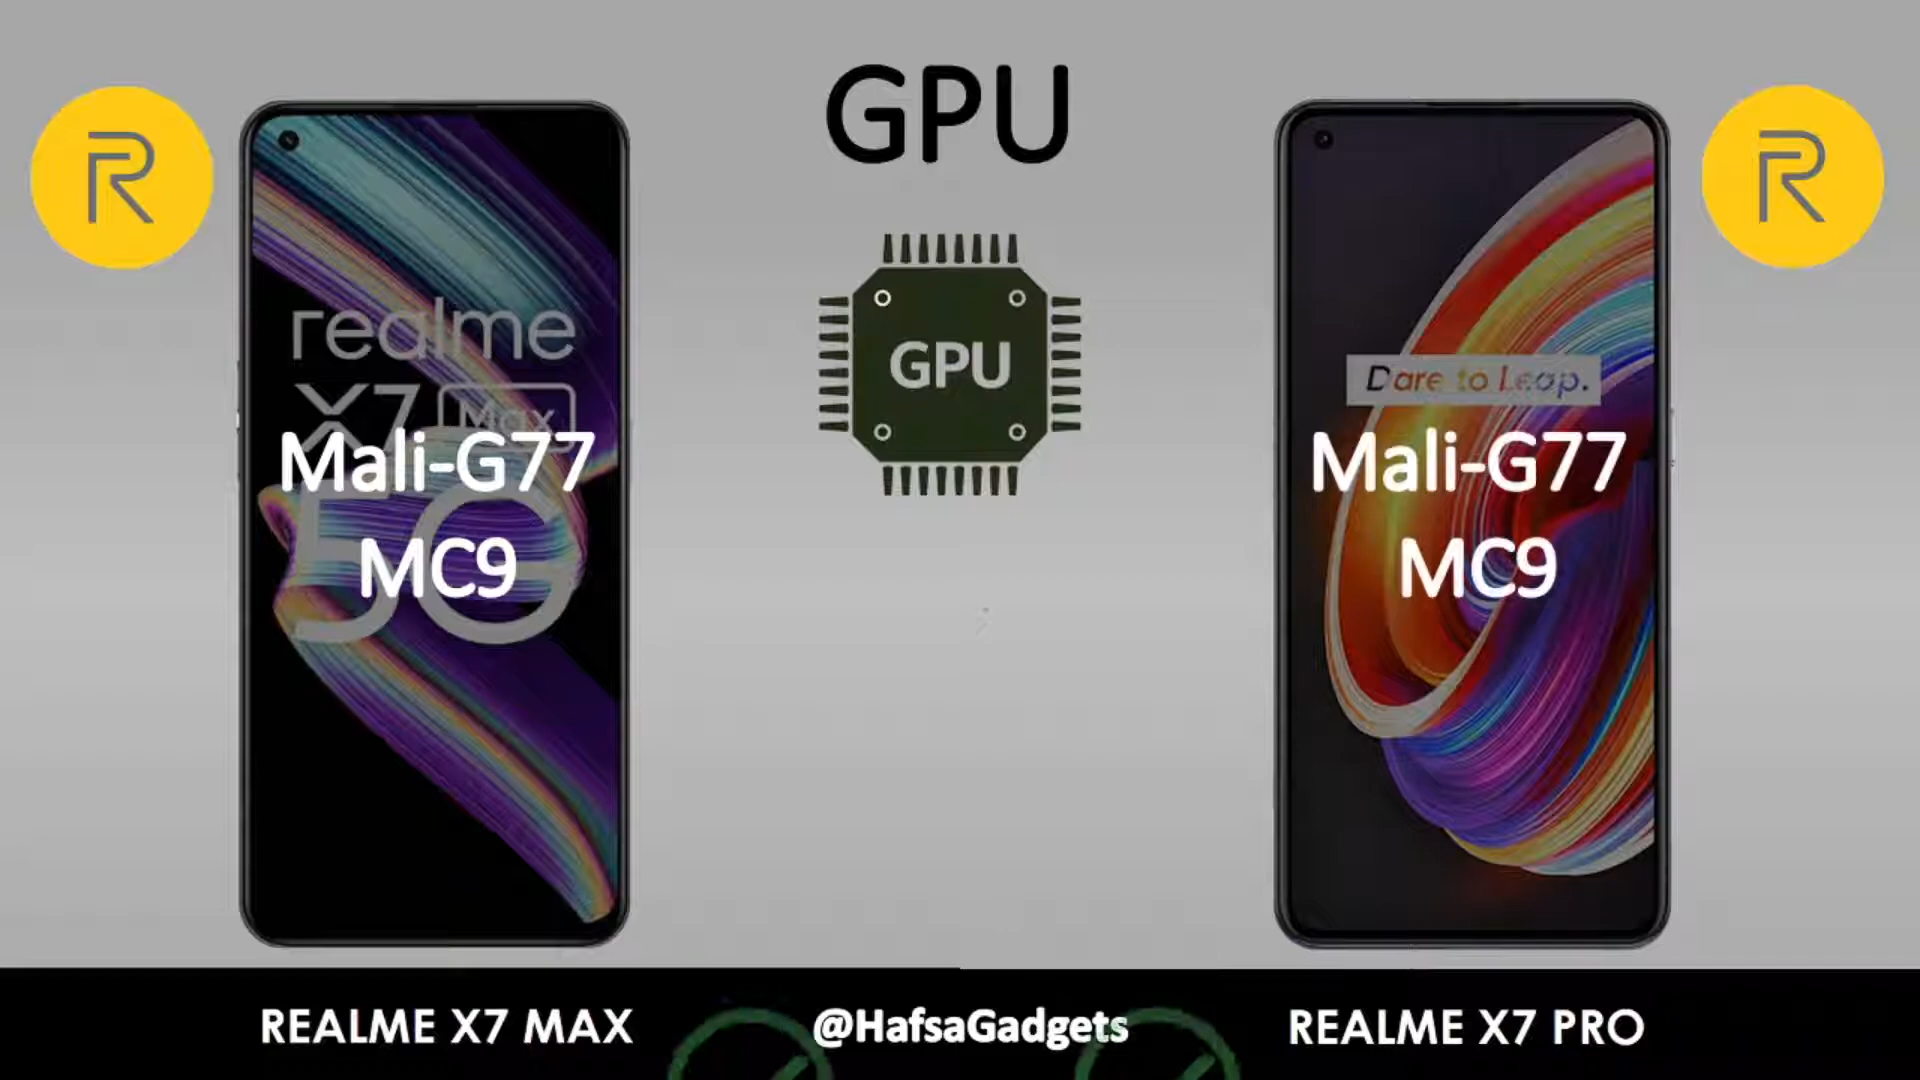 GPU
GPU
realme
X7 Max
5G
Mali-G77
MC9
Dare to Leap.
Mali-G77
MC9
REALME X7 MAX
@HafsaGadgets
REALME X7 PRO